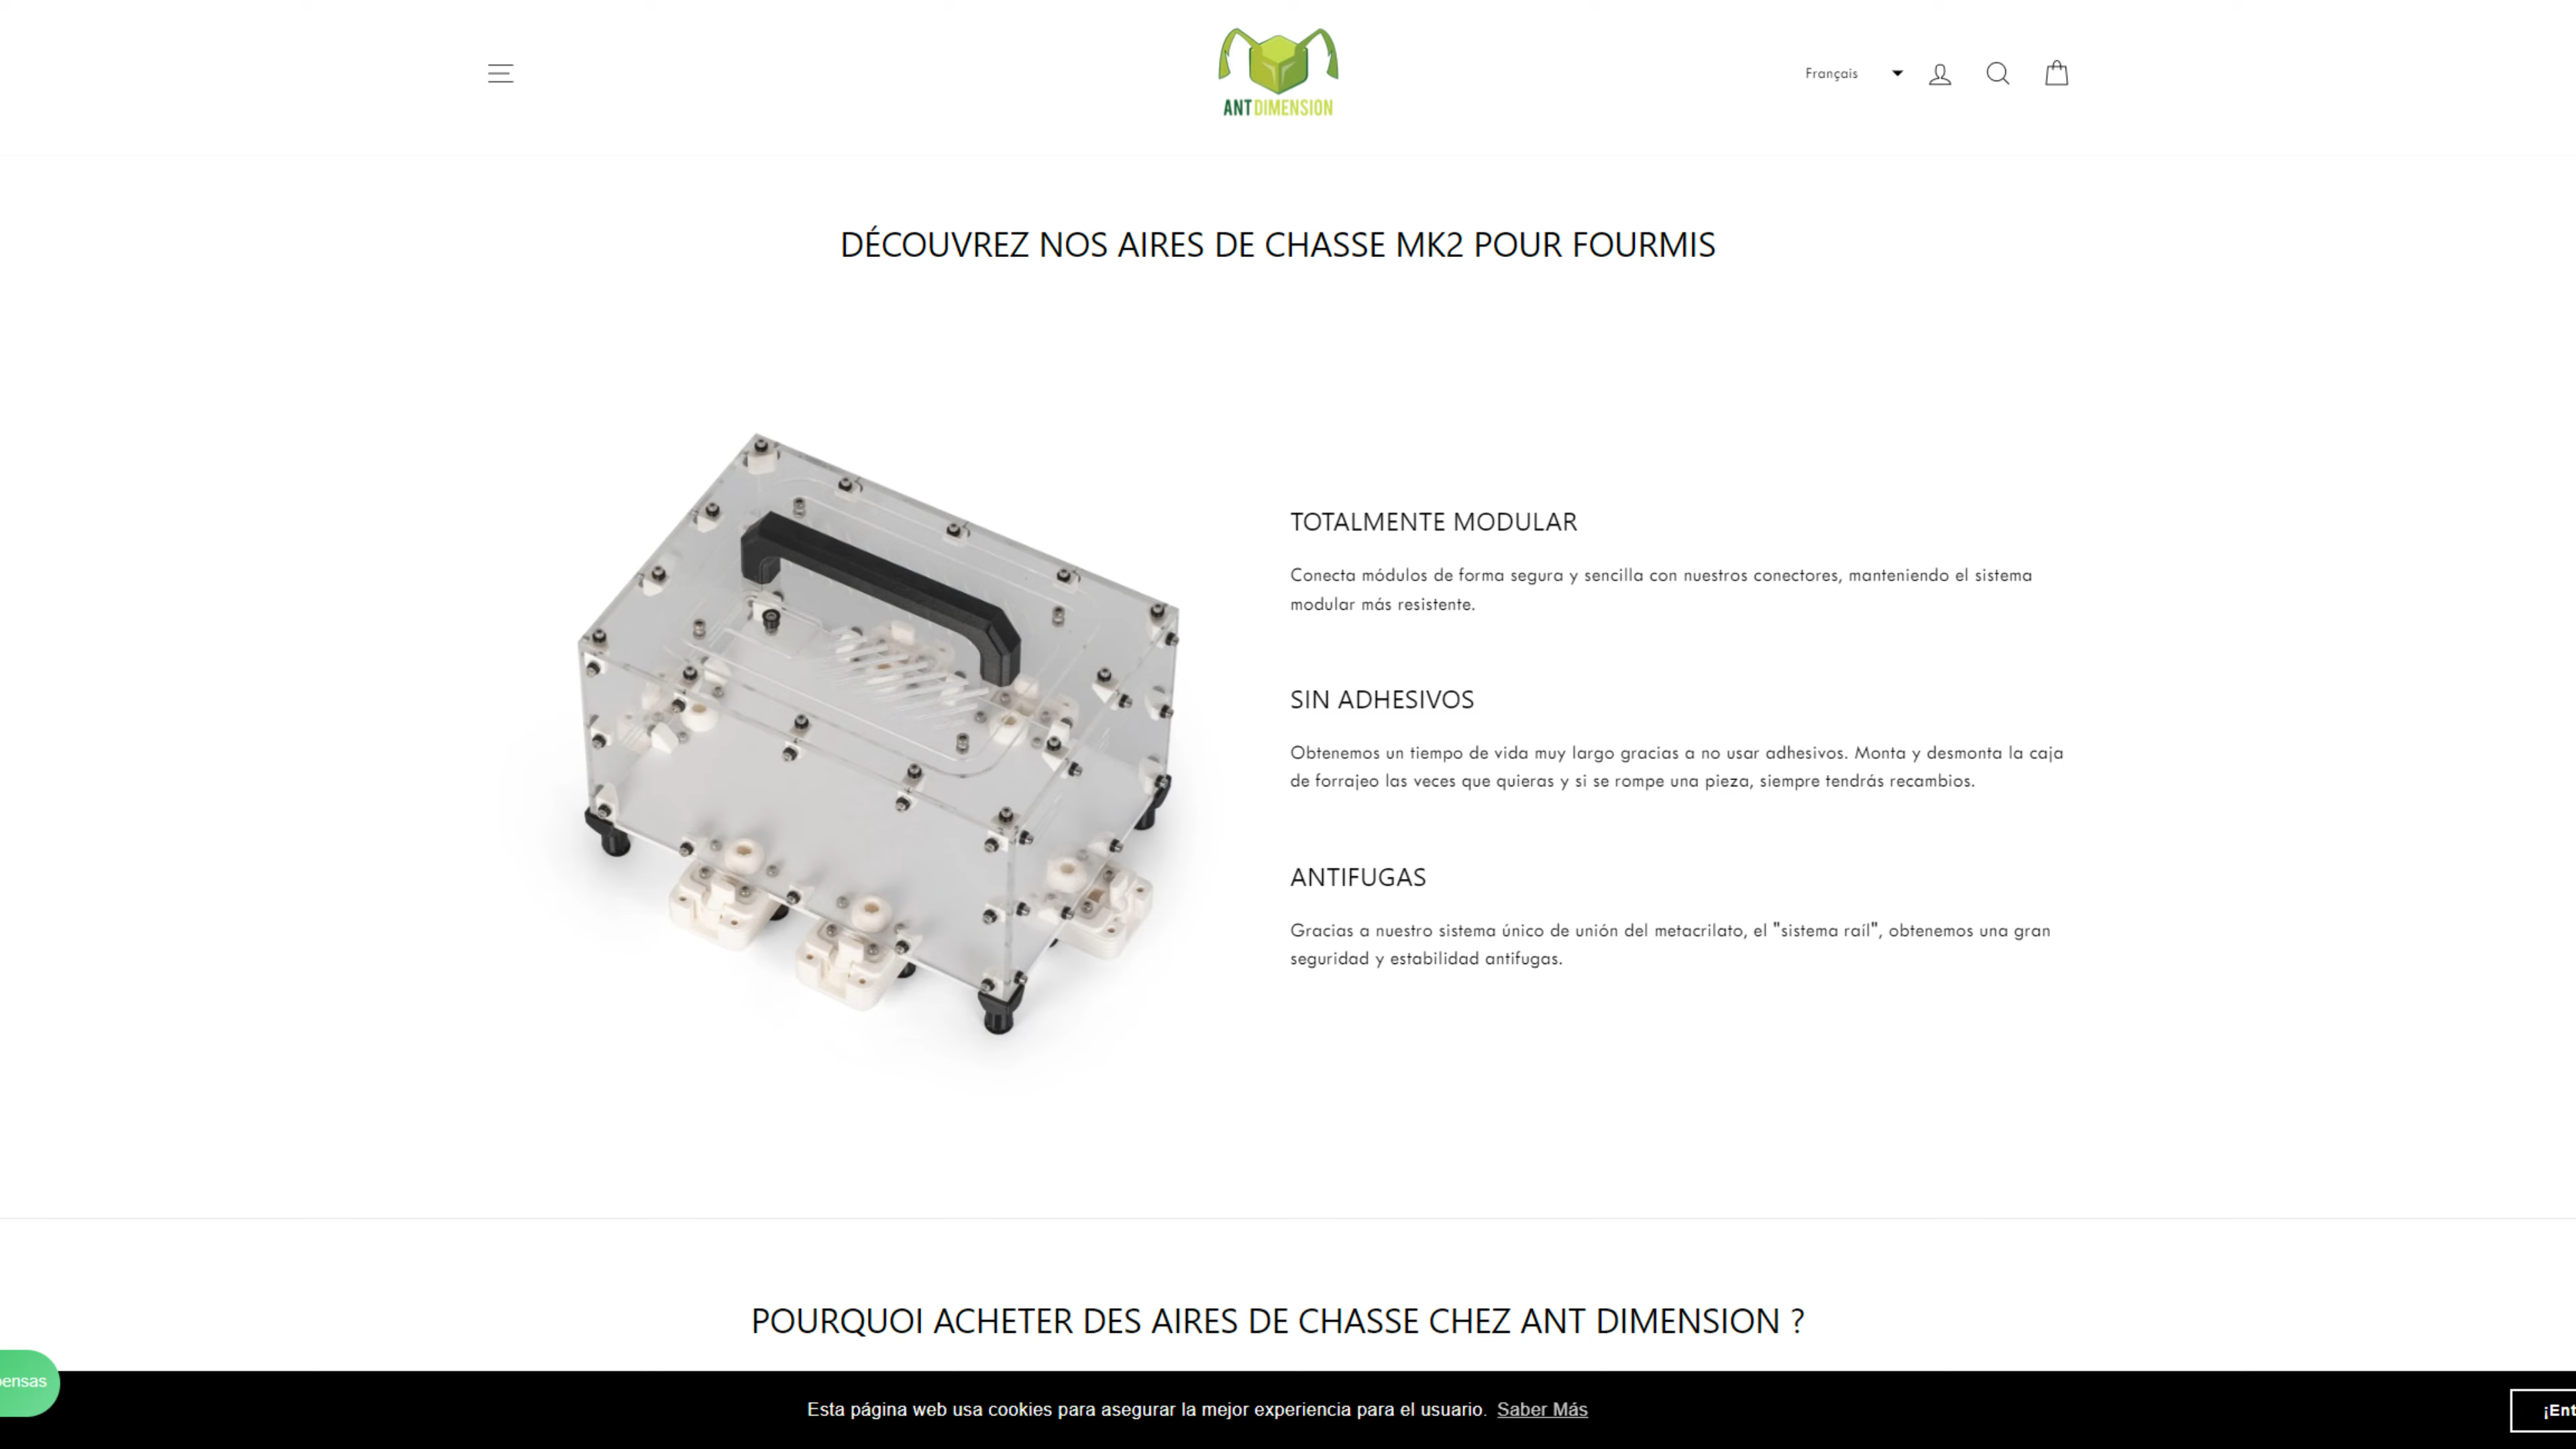 ANTDIMENSION
Français
DÉCOUVREZ NOS AIRES DE CHASSE MK2 POUR FOURMIS
TOTALMENTE MODULAR
Conecta módulos de forma segura y sencilla con nuestros conectores, manteniendo el sistema
modular más resistente.
SIN ADHESIVOS
Obtenemos un tiempo de vida muy largo gracias a no usar adhesivos. Monta y desmonta la caja
de forrajeo las veces que quieras y si se rompe una pieza, siempre tendrás recambios.
ANTIFUGAS
Gracias a nuestro sistema único de unión del metacrilato, el "sistema raíl", obtenemos una gran
seguridad y estabilidad antifugas.
POURQUOI ACHETER DES AIRES DE CHASSE CHEZ ANT DIMENSION ?
Esta página web usa cookies para asegurar la mejor experiencia para el usuario. Saber Más